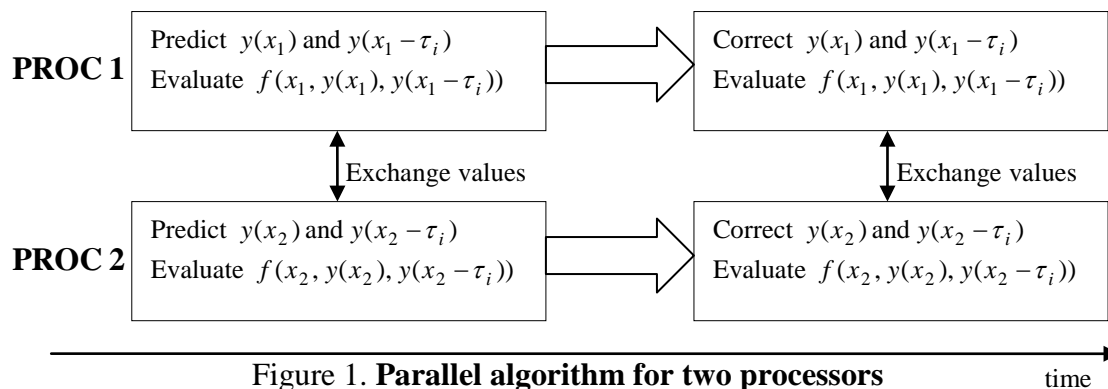 PROC 1
Predict y(x₁) and y(x₁ − τᵢ)
Evaluate f(x₁, y(x₁), y(x₁ − τᵢ))
Correct y(x₁) and y(x₁ − τᵢ)
Evaluate f(x₁, y(x₁), y(x₁ − τᵢ))
Exchange values
Exchange values
PROC 2
Predict y(x₂) and y(x₂ − τᵢ)
Evaluate f(x₂, y(x₂), y(x₂ − τᵢ))
Correct y(x₂) and y(x₂ − τᵢ)
Evaluate f(x₂, y(x₂), y(x₂ − τᵢ))
Figure 1. Parallel algorithm for two processors
time